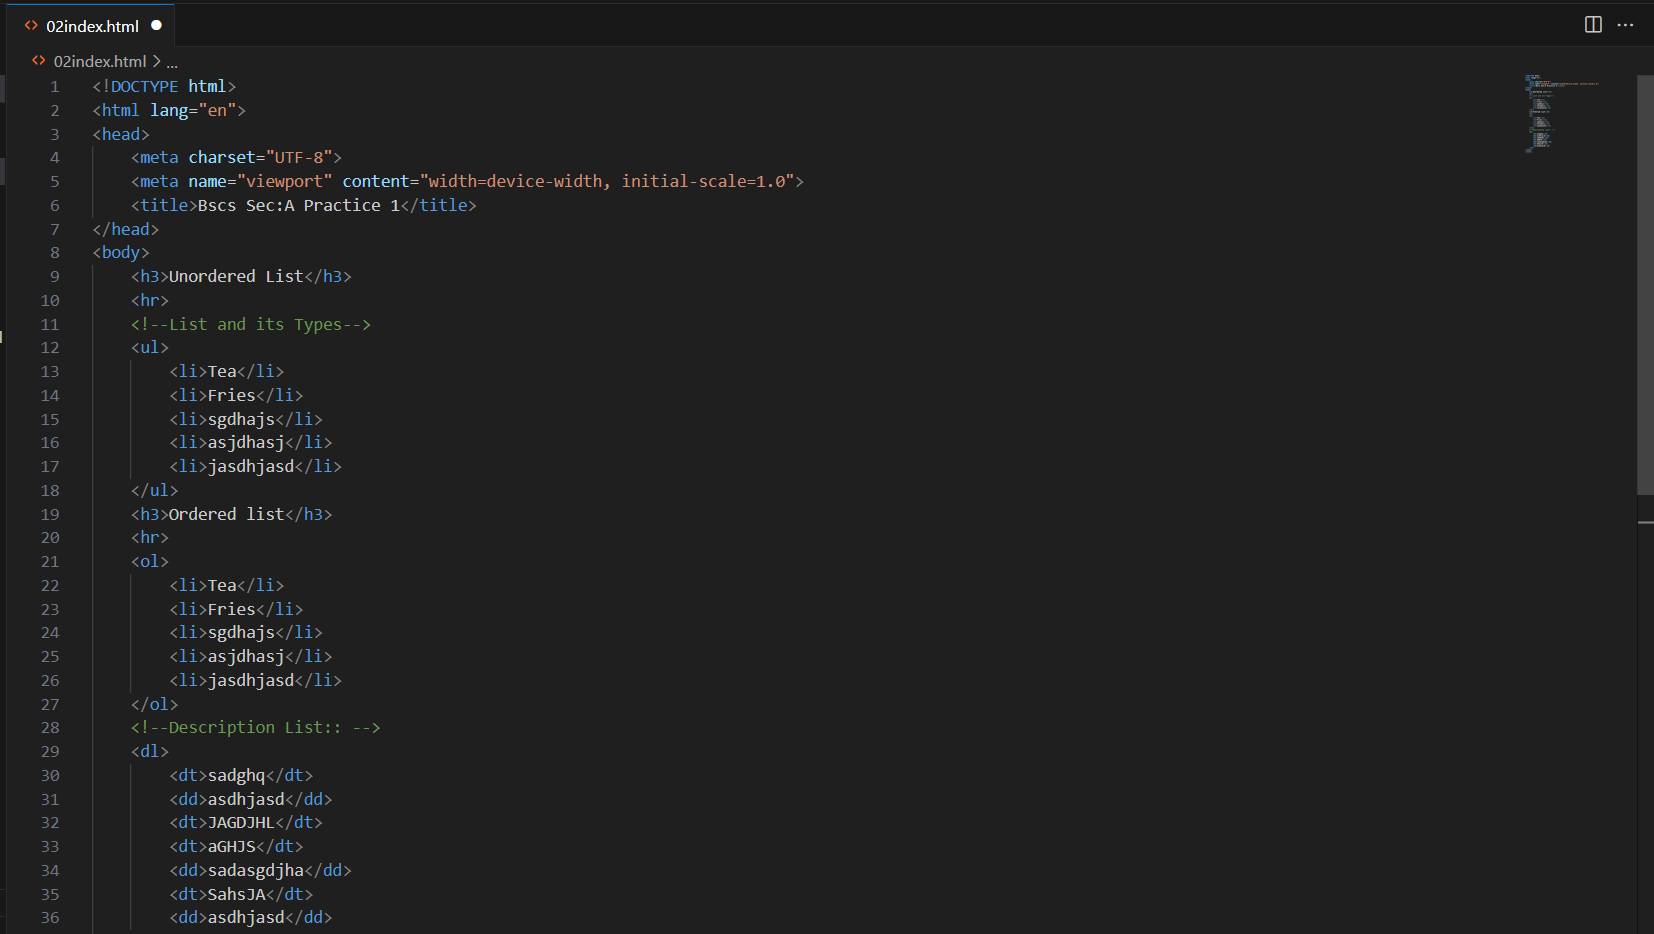 02index.html
02index.html > ...
1 <!DOCTYPE html>
2 <html lang="en">
3 <head>
4 <meta charset="UTF-8">
5 <meta name="viewport" content="width=device-width, initial-scale=1.0">
6 <title>Bscs Sec:A Practice 1</title>
7 </head>
8 <body>
9 <h3>Unordered List</h3>
10 <hr>
11 <!--List and its Types-->
12 <ul>
13 <li>Tea</li>
14 <li>Fries</li>
15 <li>sgdhajs</li>
16 <li>asjdhasj</li>
17 <li>jasdhjasd</li>
18 </ul>
19 <h3>Ordered list</h3>
20 <hr>
21 <ol>
22 <li>Tea</li>
23 <li>Fries</li>
24 <li>sgdhajs</li>
25 <li>asjdhasj</li>
26 <li>jasdhjasd</li>
27 </ol>
28 <!--Description List:: -->
29 <dl>
30 <dt>sadghq</dt>
31 <dd>asdhjasd</dd>
32 <dt>JAGDJHL</dt>
33 <dt>aGHJS</dt>
34 <dd>sadasgdjha</dd>
35 <dt>SahsJA</dt>
36 <dd>asdhjasd</dd>